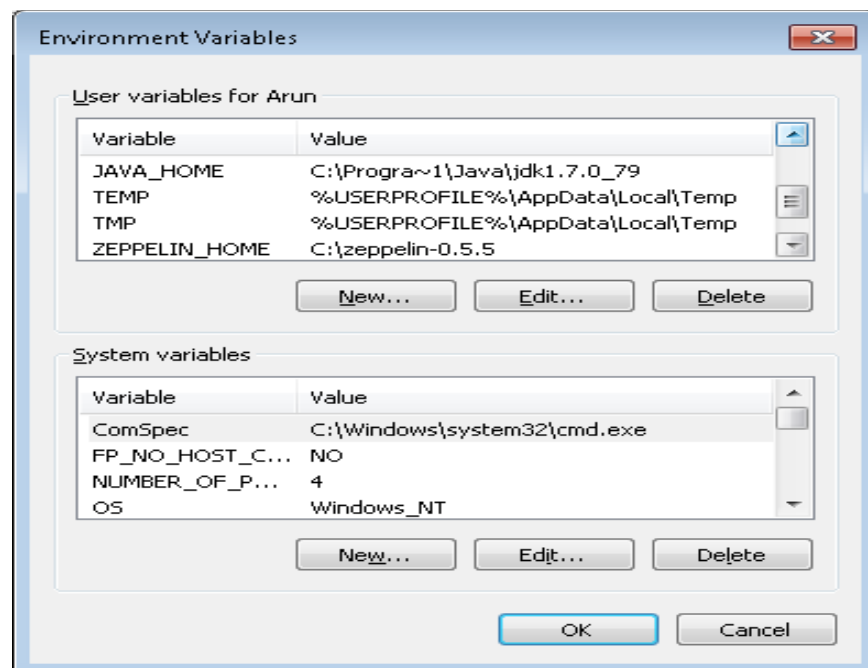 Environment Variables
User variables for Arun
Variable Value
JAVA_HOME C:\Progra~1\Java\jdk1.7.0_79
TEMP %USERPROFILE%\AppData\Local\Temp
TMP %USERPROFILE%\AppData\Local\Temp
ZEPPELIN_HOME C:\zeppelin-0.5.5
New... Edit... Delete
System variables
Variable Value
ComSpec C:\Windows\system32\cmd.exe
FP_NO_HOST_C... NO
NUMBER_OF_P... 4
OS Windows_NT
New... Edit... Delete
OK Cancel